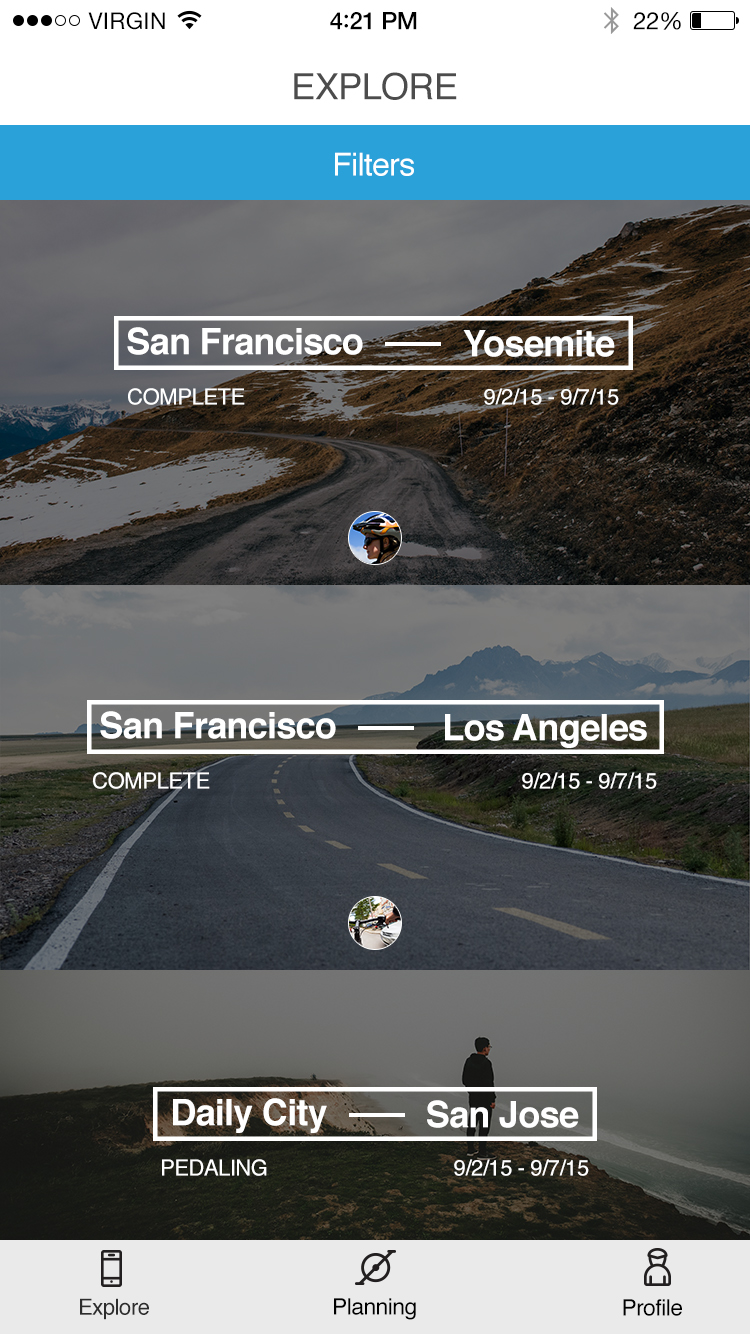 VIRGIN 4:21 PM 22%
EXPLORE
Filters
San Francisco — Yosemite
COMPLETE 9/2/15 - 9/7/15
San Francisco — Los Angeles
COMPLETE 9/2/15 - 9/7/15
Daily City — San Jose
PEDALING 9/2/15 - 9/7/15
Explore Planning Profile